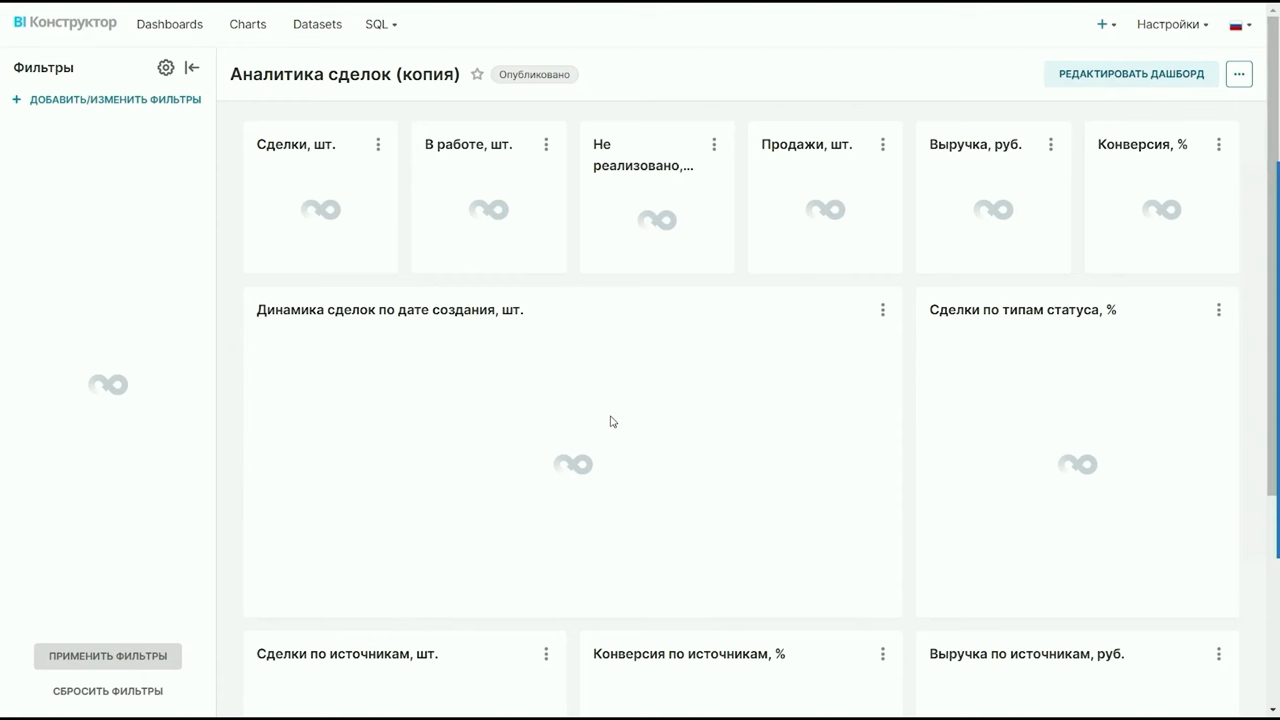 BI Конструктор
Dashboards
Charts
Datasets
SQL
Настройки
Фильтры
ДОБАВИТЬ/ИЗМЕНИТЬ ФИЛЬТРЫ
Аналитика сделок (копия)
Опубликовано
РЕДАКТИРОВАТЬ ДАШБОРД
Сделки, шт.
В работе, шт.
Не
реализовано,...
Продажи, шт.
Выручка, руб.
Конверсия, %
Динамика сделок по дате создания, шт.
Сделки по типам статуса, %
Сделки по источникам, шт.
Конверсия по источникам, %
Выручка по источникам, руб.
ПРИМЕНИТЬ ФИЛЬТРЫ
СБРОСИТЬ ФИЛЬТРЫ